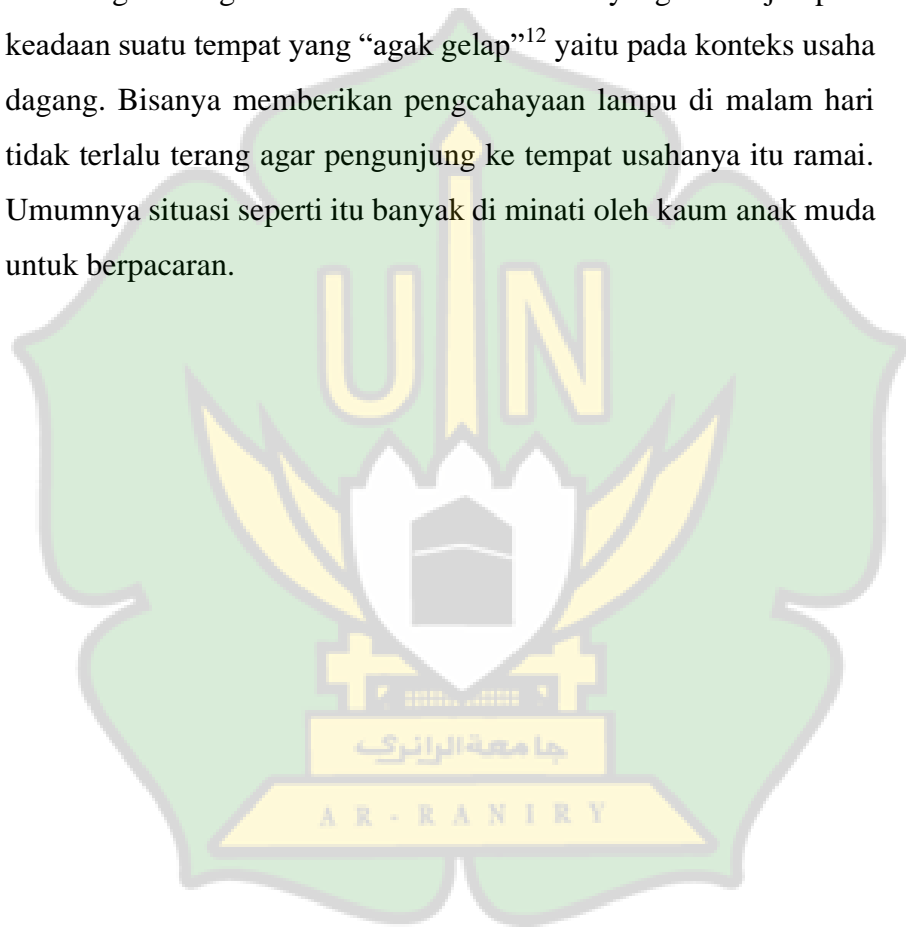 keadaan suatu tempat yang “agak gelap”12 yaitu pada konteks usaha
dagang. Bisanya memberikan pengcahayaan lampu di malam hari
tidak terlalu terang agar pengunjung ke tempat usahanya itu ramai.
Umumnya situasi seperti itu banyak di minati oleh kaum anak muda
untuk berpacaran.
UIN
جامعة الرانري
AR-RANIRY